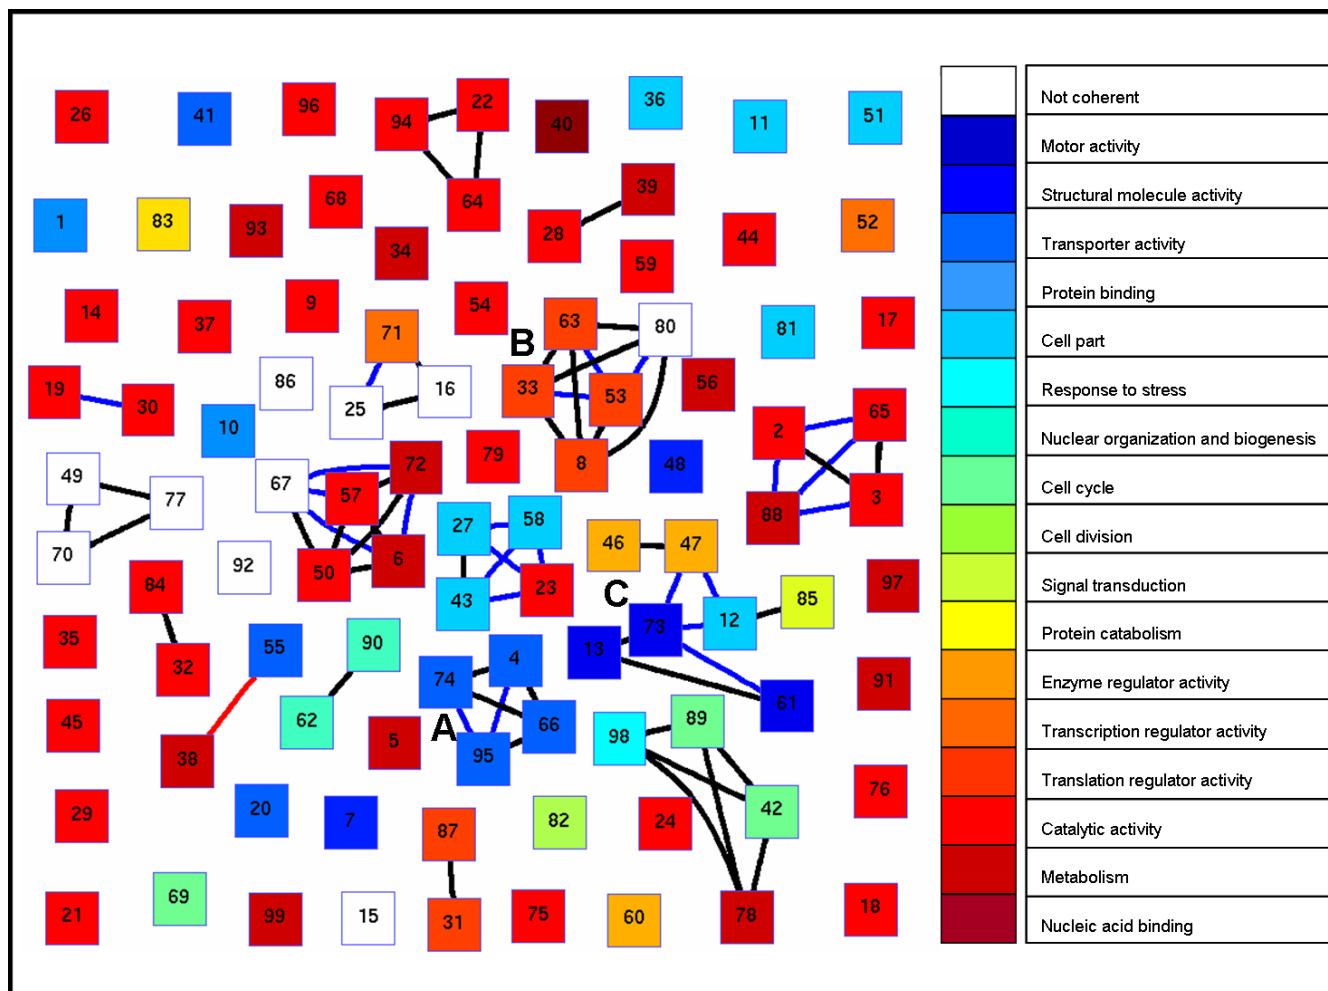 26 41 96 94 22 40 36 11 51
1 83 93 68 34 64 28 39 59 44 52
14 37 9 71 54 B 63 80 81 17
19 30 86 25 16 33 53 56 2 65
10 79 8 48 88 3
49 77 70 67 57 72 50 6 92
27 58 43 23 46 47 C 73 12 85 97
84 32 35 55 90 62 38 13 61 91
45 5 74 4 A 95 66 98 89 42 78 76
29 20 7 87 31 82 24
21 69 99 15 75 60 18
Not coherent
Motor activity
Structural molecule activity
Transporter activity
Protein binding
Cell part
Response to stress
Nuclear organization and biogenesis
Cell cycle
Cell division
Signal transduction
Protein catabolism
Enzyme regulator activity
Transcription regulator activity
Translation regulator activity
Catalytic activity
Metabolism
Nucleic acid binding